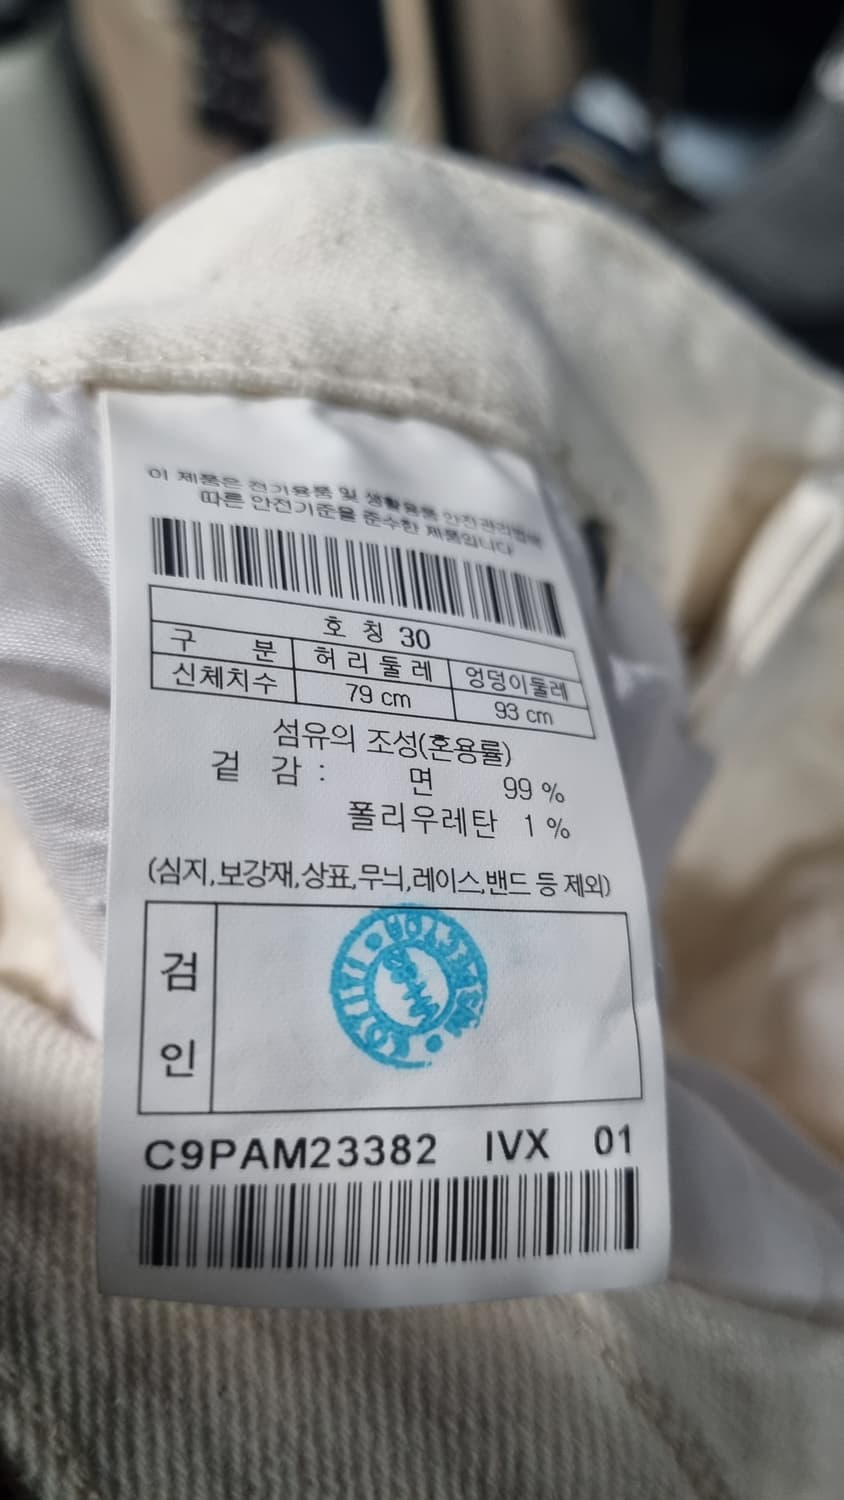 이 제품은 전기용품 및 생활용품 안전관리법에
따른 안전기준을 준수한 제품입니다
호 칭 30
구 분 허 리 둘 레 엉덩이둘레
신체치수 79 cm 93 cm
섬유의 조성(혼용률)
겉 감 : 면 99 %
폴리우레탄 1 %
(심지,보강재,상표,무늬,레이스,밴드 등 제외)
검
인
C9PAM23382 IVX 01